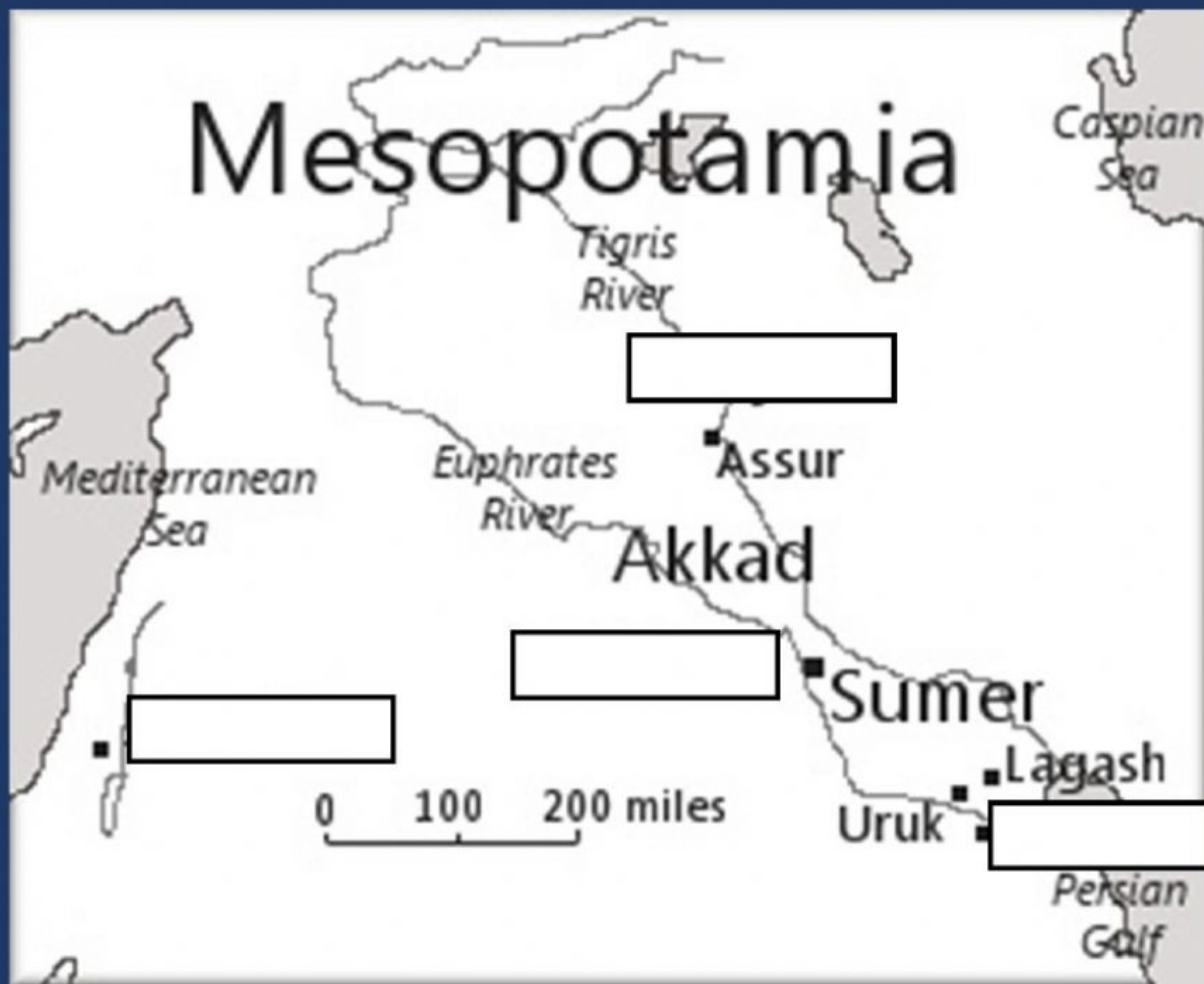 Mesopotamia
Caspian
Sea
Tigris
River
Mediterranean
Sea
Euphrates
River
Assur
Akkad
Sumer
Lagash
Uruk
0 100 200 miles
Persian
Gulf